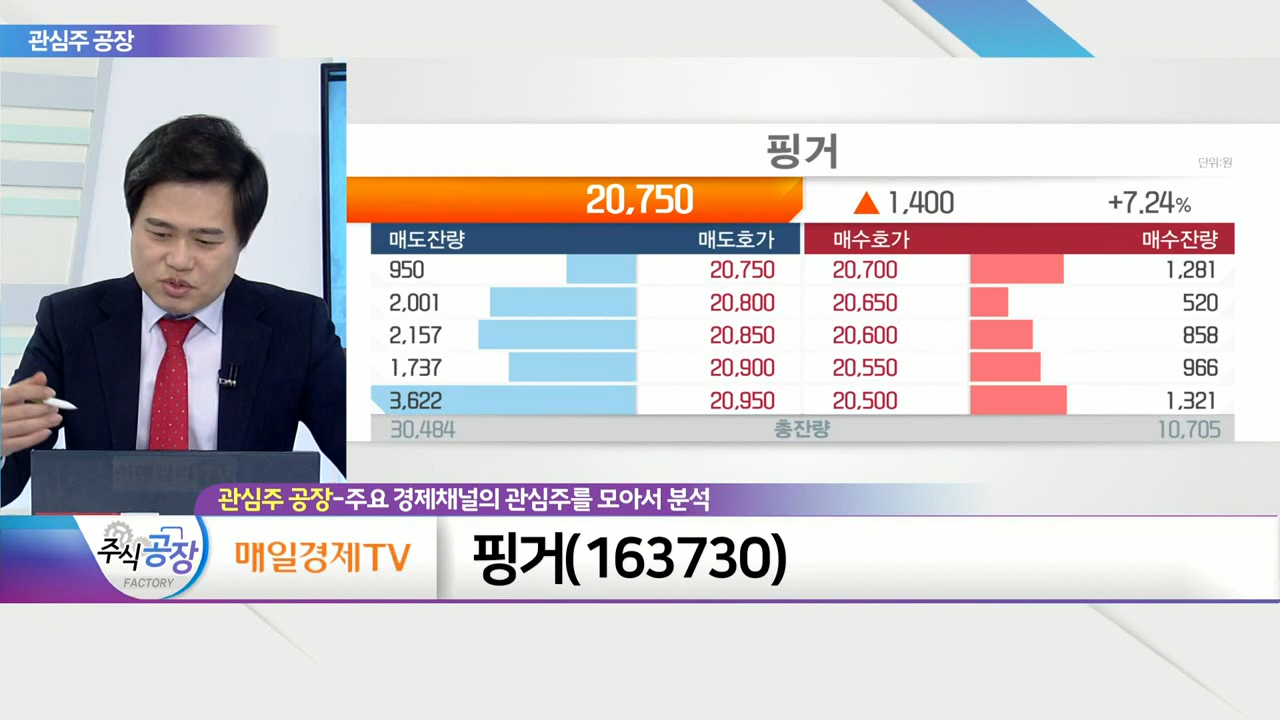 관심주 공장
핑거
단위:원
20,750 ▲ 1,400 +7.24%
매도잔량 매도호가 매수호가 매수잔량
950 20,750 20,700 1,281
2,001 20,800 20,650 520
2,157 20,850 20,600 858
1,737 20,900 20,550 966
3,622 20,950 20,500 1,321
30,484 총잔량 10,705
관심주 공장-주요 경제채널의 관심주를 모아서 분석
주식공장
FACTORY
매일경제TV
핑거(163730)